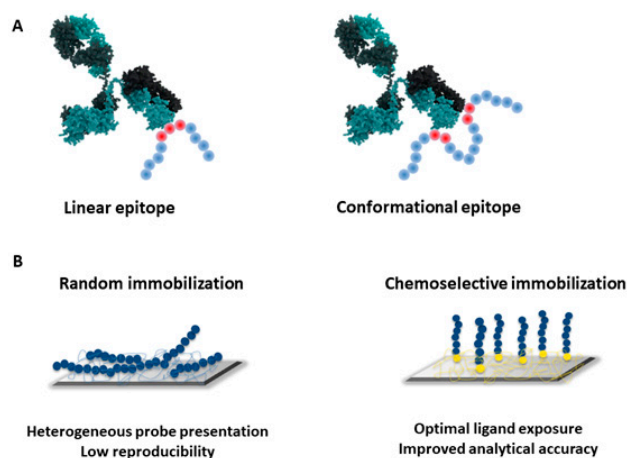 A
Linear epitope
Conformational epitope
B
Random immobilization
Chemoselective immobilization
Heterogeneous probe presentation
Low reproducibility
Optimal ligand exposure
Improved analytical accuracy